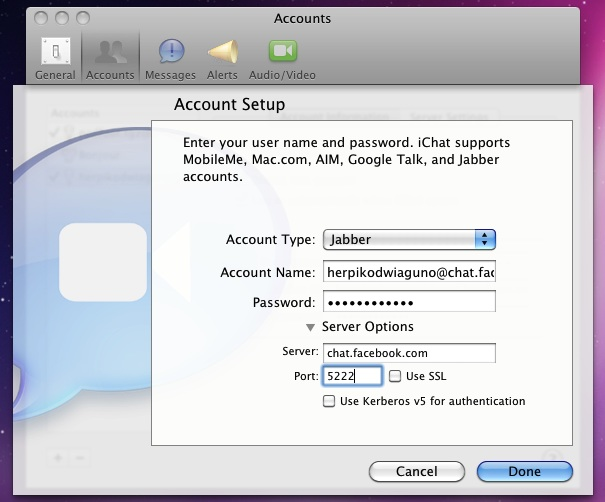 Accounts
General Accounts Messages Alerts Audio/Video
Account Setup
Enter your user name and password. iChat supports
MobileMe, Mac.com, AIM, Google Talk, and Jabber
accounts.
Account Type: Jabber
Account Name: herpikodwiaguno@chat.fac
Password: ••••••••••••
Server Options
Server: chat.facebook.com
Port: 5222 Use SSL
Use Kerberos v5 for authentication
Cancel Done